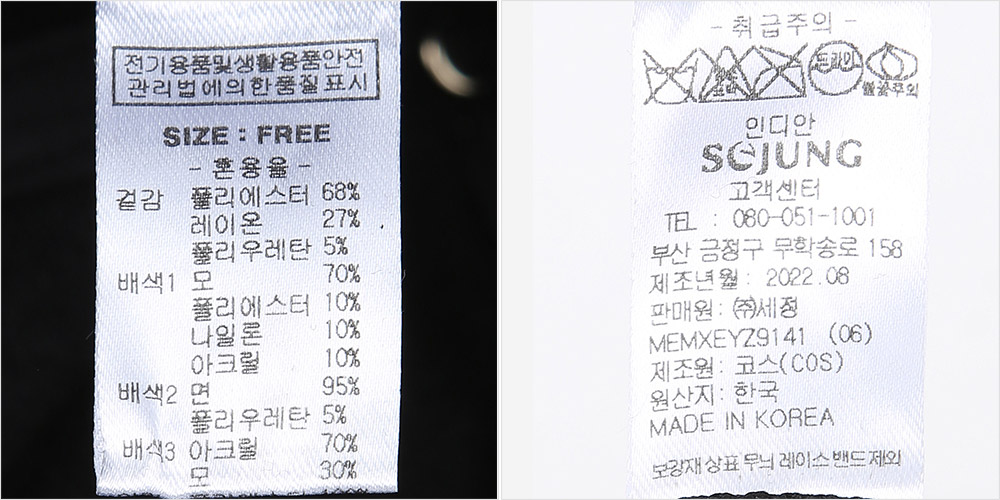 전기용품및생활용품안전
관리법에의한품질표시
SIZE : FREE
- 혼용율 -
겉감 폴리에스터 68%
레이온 27%
폴리우레탄 5%
배색1 모 70%
폴리에스터 10%
나일론 10%
아크릴 10%
배색2 면 95%
폴리우레탄 5%
배색3 아크릴 70%
모 30%
- 취급주의 -
드라이
불꽃주의
인디안
SOJUNG
고객센터
TEL : 080-051-1001
부산 금정구 무학송로 158
제조년월 : 2022.08
판매원 : ㈜세정
MEMXEYZ9141 (06)
제조원 : 코스(COS)
원산지 : 한국
MADE IN KOREA
보강재 상표 무늬 레이스 밴드 제외